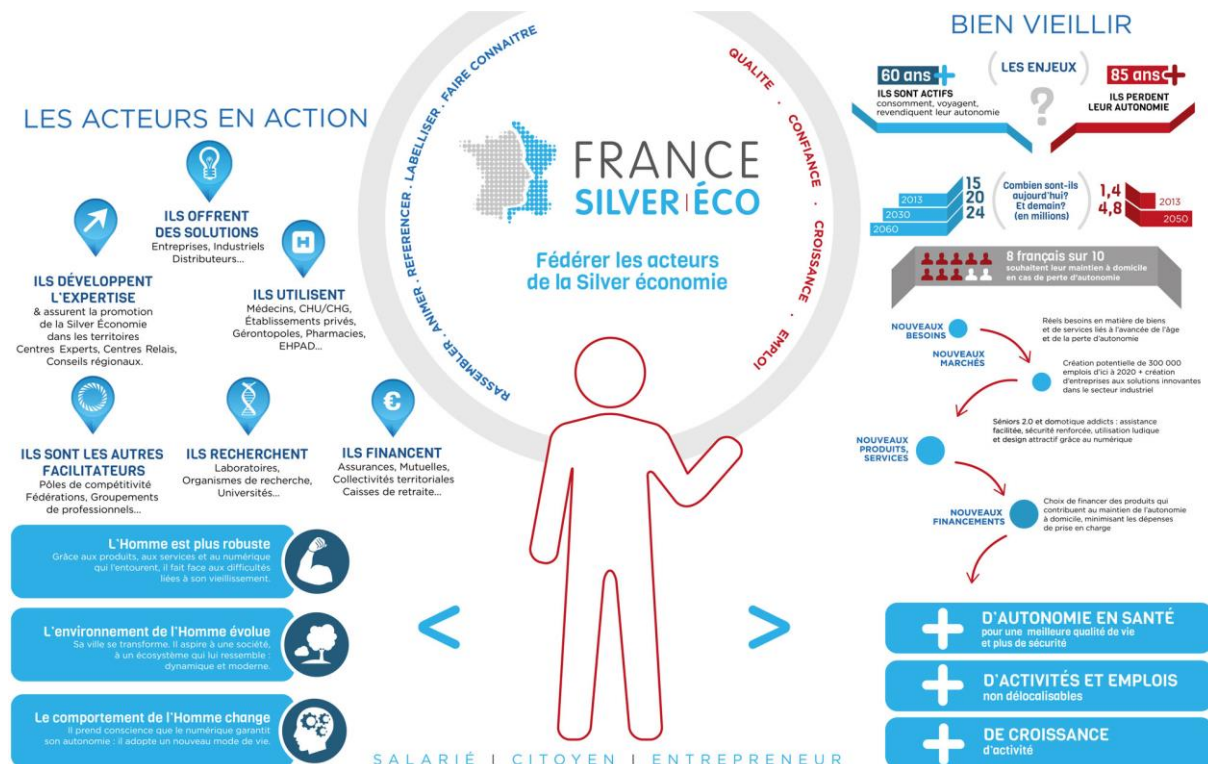 LES ACTEURS EN ACTION
ILS OFFRENT
DES SOLUTIONS
Entreprises, Industriels
Distributeurs...
ILS DÉVELOPPENT
L'EXPERTISE
& assurent la promotion
de la Silver Économie
dans les territoires
Centres Experts, Centres Relais,
Conseils régionaux.
H
ILS UTILISENT
Médecins, CHU/CHG,
Établissements privés,
Gérontopoles, Pharmacies,
EHPAD...
ILS SONT LES AUTRES
FACILITATEURS
Pôles de compétitivité
Fédérations, Groupements
de professionnels...
ILS RECHERCHENT
Laboratoires,
Organismes de recherche,
Universités...
€
ILS FINANCENT
Assurances, Mutuelles,
Collectivités territoriales
Caisses de retraite...
L'Homme est plus robuste
Grâce aux produits, aux services et au numérique
qui l'entourent, il fait face aux difficultés
liées à son vieillissement.
L'environnement de l'Homme évolue
Sa ville se transforme. Il aspire à une société,
à un écosystème qui lui ressemble :
dynamique et moderne.
Le comportement de l'Homme change
Il prend conscience que le numérique garantit
son autonomie : il adopte un nouveau mode de vie.
RASSEMBLER . ANIMER . REFERENCER . LABELLISER . FAIRE CONNAITRE
QUALITE · CONFIANCE · CROISSANCE · EMPLOI
FRANCE
SILVER|ÉCO
Fédérer les acteurs
de la Silver économie
< >
SALARIÉ | CITOYEN | ENTREPRENEUR
BIEN VIEILLIR
60 ans +
ILS SONT ACTIFS
consomment, voyagent,
revendiquent leur autonomie
( LES ENJEUX )
?
85 ans +
ILS PERDENT
LEUR AUTONOMIE
2013 15
2030 20
2060 24
(Combien sont-ils
aujourd'hui?
Et demain?
(en millions)
1,4 2013
4,8 2050
8 français sur 10
souhaitent leur maintien à domicile
en cas de perte d'autonomie
NOUVEAUX
BESOINS
Réels besoins en matière de biens
et de services liés à l'avancée de l'âge
et de la perte d'autonomie
NOUVEAUX
MARCHÉS
Création potentielle de 300 000
emplois d'ici à 2020 + création
d'entreprises aux solutions innovantes
dans le secteur industriel
NOUVEAUX
PRODUITS,
SERVICES
Séniors 2.0 et domotique addicts : assistance
facilitée, sécurité renforcée, utilisation ludique
et design attractif grâce au numérique
NOUVEAUX
FINANCEMENTS
Choix de financer des produits qui
contribuent au maintien de l'autonomie
à domicile, minimisant les dépenses
de prise en charge
+ D'AUTONOMIE EN SANTÉ
pour une meilleure qualité de vie
et plus de sécurité
+ D'ACTIVITÉS ET EMPLOIS
non délocalisables
+ DE CROISSANCE
d'activité